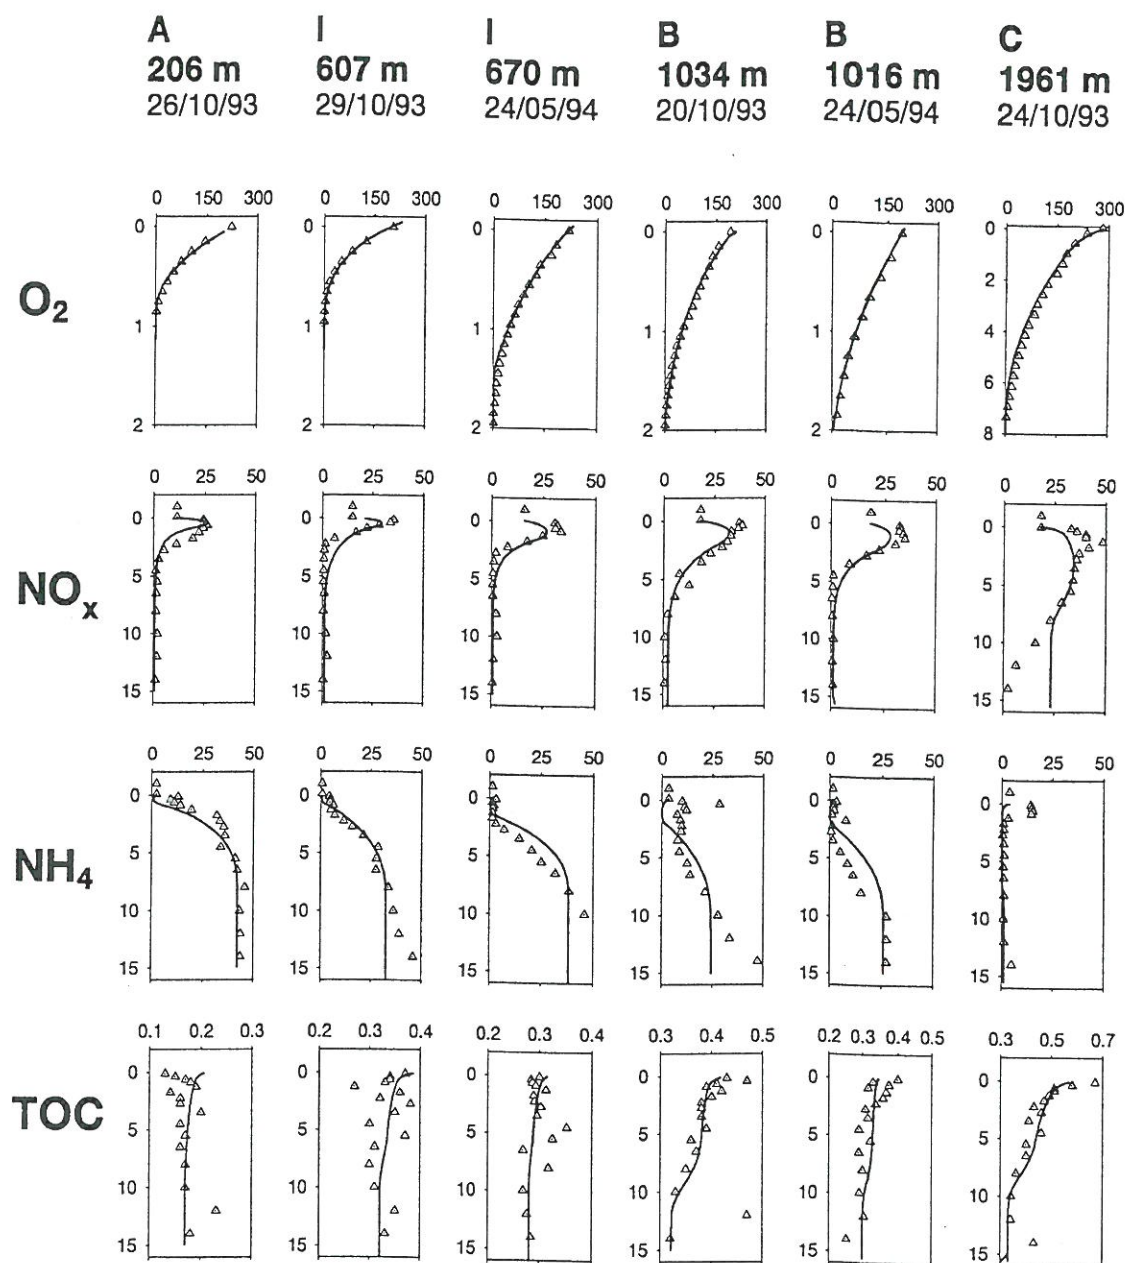 A I I B B C
206 m 607 m 670 m 1034 m 1016 m 1961 m
26/10/93 29/10/93 24/05/94 20/10/93 24/05/94 24/10/93
0 150 300 0 150 300 0 150 300 0 150 300 0 150 300 0 150 300
O2
0 1 2 0 1 2 0 1 2 0 1 2 0 1 2 0 2 4 6 8
0 25 50 0 25 50 0 25 50 0 25 50 0 25 50 0 25 50
NOx
0 5 10 15 0 5 10 15 0 5 10 15 0 5 10 15 0 5 10 15 0 5 10 15
0 25 50 0 25 50 0 25 50 0 25 50 0 25 50 0 25 50
NH4
0 5 10 15 0 5 10 15 0 5 10 15 0 5 10 15 0 5 10 15 0 5 10 15
0.1 0.2 0.3 0.2 0.3 0.4 0.2 0.3 0.4 0.3 0.4 0.5 0.2 0.3 0.4 0.5 0.3 0.5 0.7
TOC
0 5 10 15 0 5 10 15 0 5 10 15 0 5 10 15 0 5 10 15 0 5 10 15